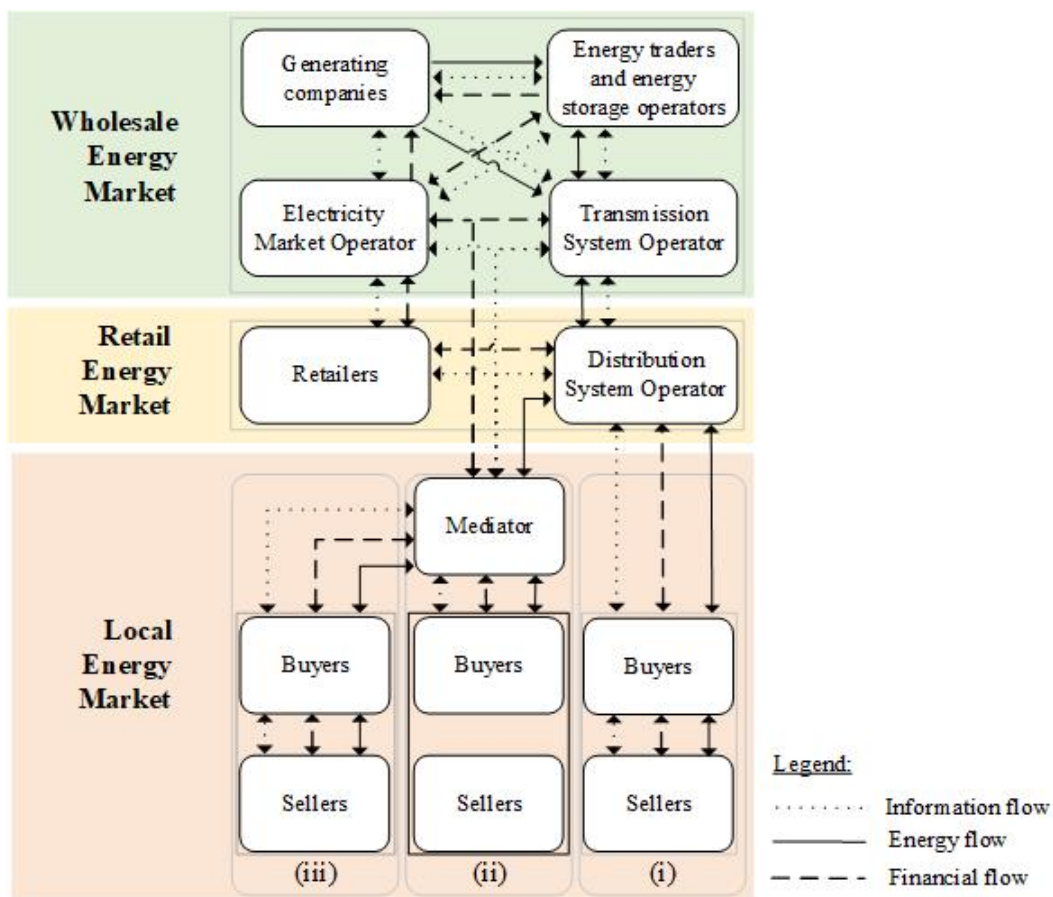 Wholesale
Energy
Market
Generating
companies
Energy traders
and energy
storage operators
Electricity
Market Operator
Transmission
System Operator
Retail
Energy
Market
Retailers
Distribution
System Operator
Local
Energy
Market
Mediator
Buyers
Buyers
Buyers
Sellers
Sellers
Sellers
(iii)
(ii)
(i)
Legend:
Information flow
Energy flow
Financial flow